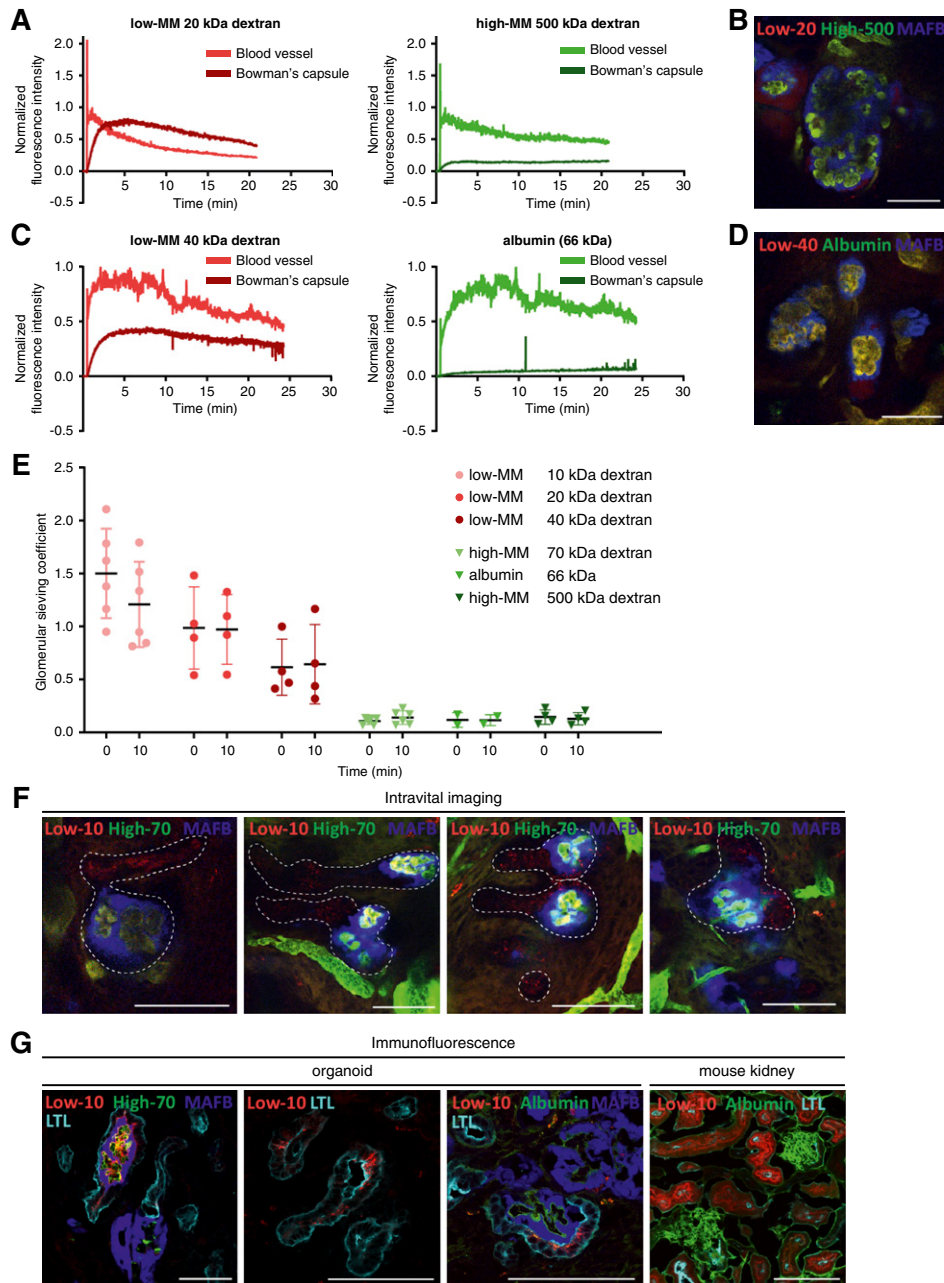 A
low-MM 20 kDa dextran
Normalized
fluorescence intensity
2.0
1.5
1.0
0.5
0.0
-0.5
5
10
15
20
25
30
Time (min)
Blood vessel
Bowman's capsule
high-MM 500 kDa dextran
Normalized
fluorescence intensity
2.0
1.5
1.0
0.5
0.0
-0.5
5
10
15
20
25
30
Time (min)
Blood vessel
Bowman's capsule
B
Low-20 High-500 MAFB
C
low-MM 40 kDa dextran
Normalized
fluorescence intensity
1.0
0.5
0.0
-0.5
5
10
15
20
25
30
Time (min)
Blood vessel
Bowman's capsule
albumin (66 kDa)
Normalized
fluorescence intensity
1.0
0.5
0.0
-0.5
5
10
15
20
25
30
Time (min)
Blood vessel
Bowman's capsule
D
Low-40 Albumin MAFB
E
Glomerular sieving coefficient
2.5
2.0
1.5
1.0
0.5
0.0
0 10 0 10 0 10 0 10 0 10 0 10
Time (min)
low-MM 10 kDa dextran
low-MM 20 kDa dextran
low-MM 40 kDa dextran
high-MM 70 kDa dextran
albumin 66 kDa
high-MM 500 kDa dextran
F
Intravital imaging
Low-10 High-70 MAFB
Low-10 High-70 MAFB
Low-10 High-70 MAFB
Low-10 High-70 MAFB
G
Immunofluorescence
organoid
mouse kidney
Low-10 High-70 MAFB
LTL
Low-10 LTL
Low-10 Albumin MAFB
LTL
Low-10 Albumin LTL